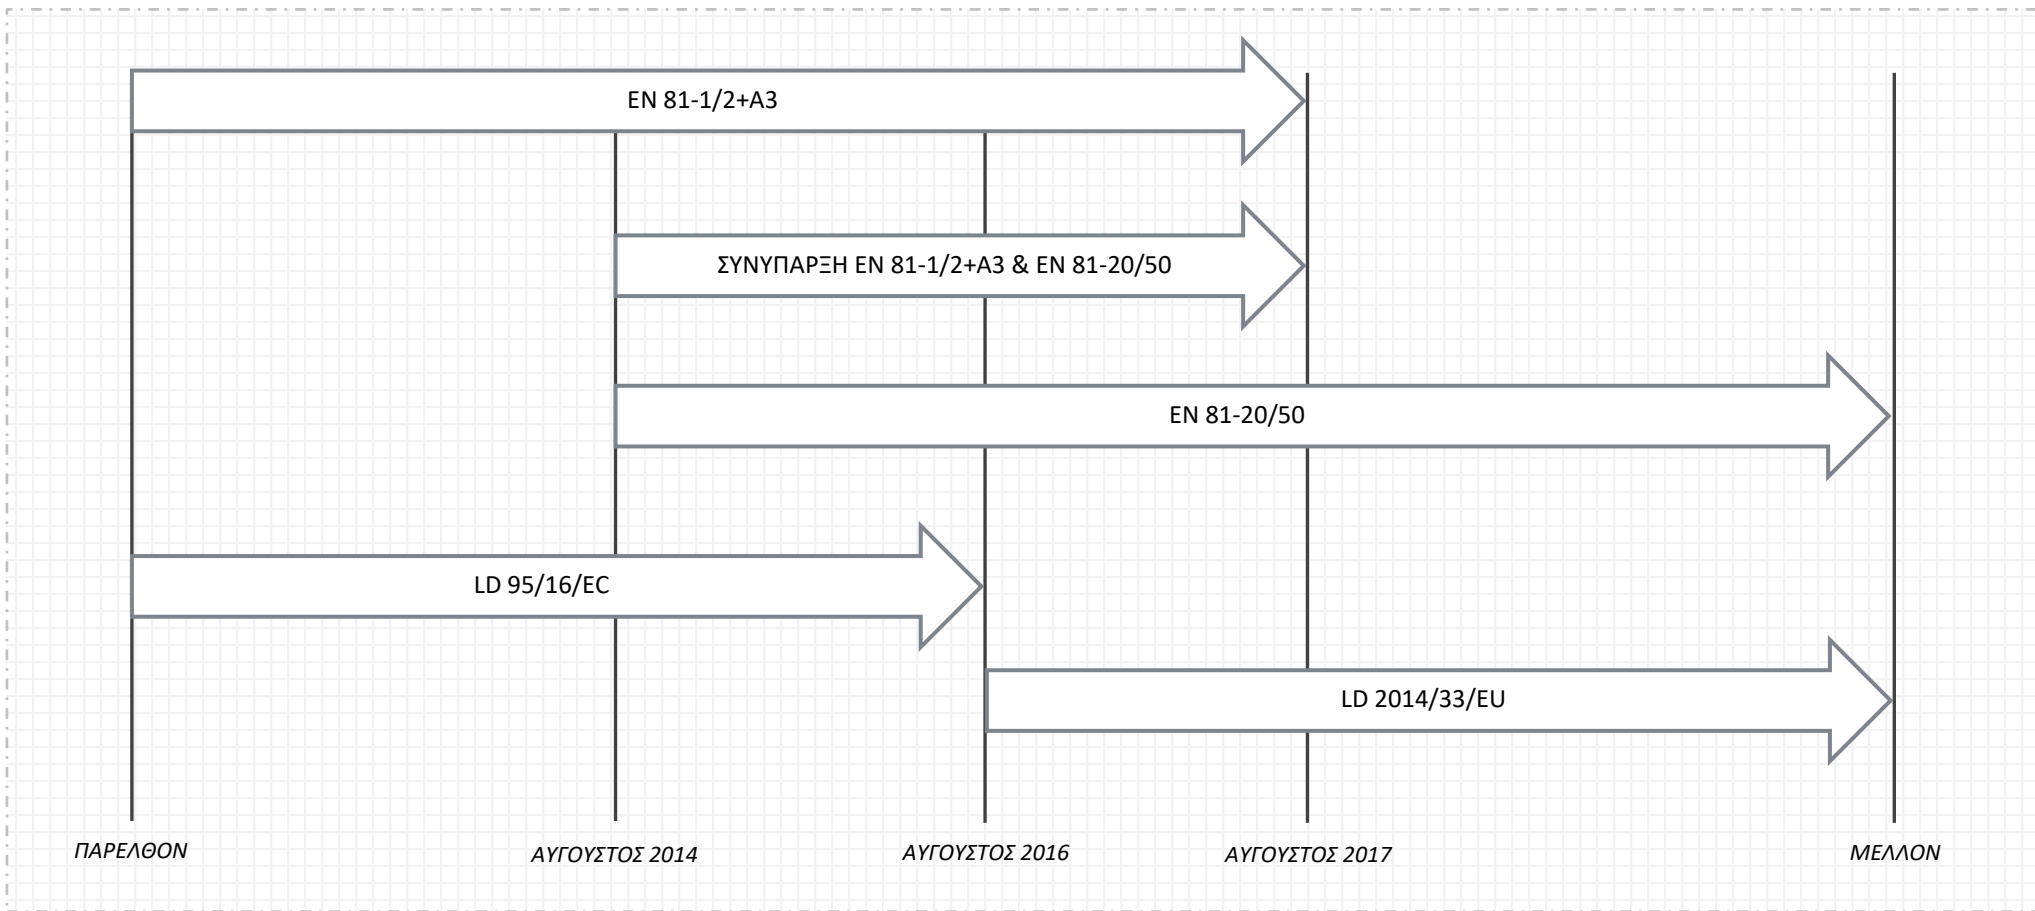 EN 81-1/2+A3
ΣΥΝΥΠΑΡΞΗ EN 81-1/2+A3 & EN 81-20/50
EN 81-20/50
LD 95/16/EC
LD 2014/33/EU
ΠΑΡΕΛΘΟΝ
ΑΥΓΟΥΣΤΟΣ 2014
ΑΥΓΟΥΣΤΟΣ 2016
ΑΥΓΟΥΣΤΟΣ 2017
ΜΕΛΛΟΝ